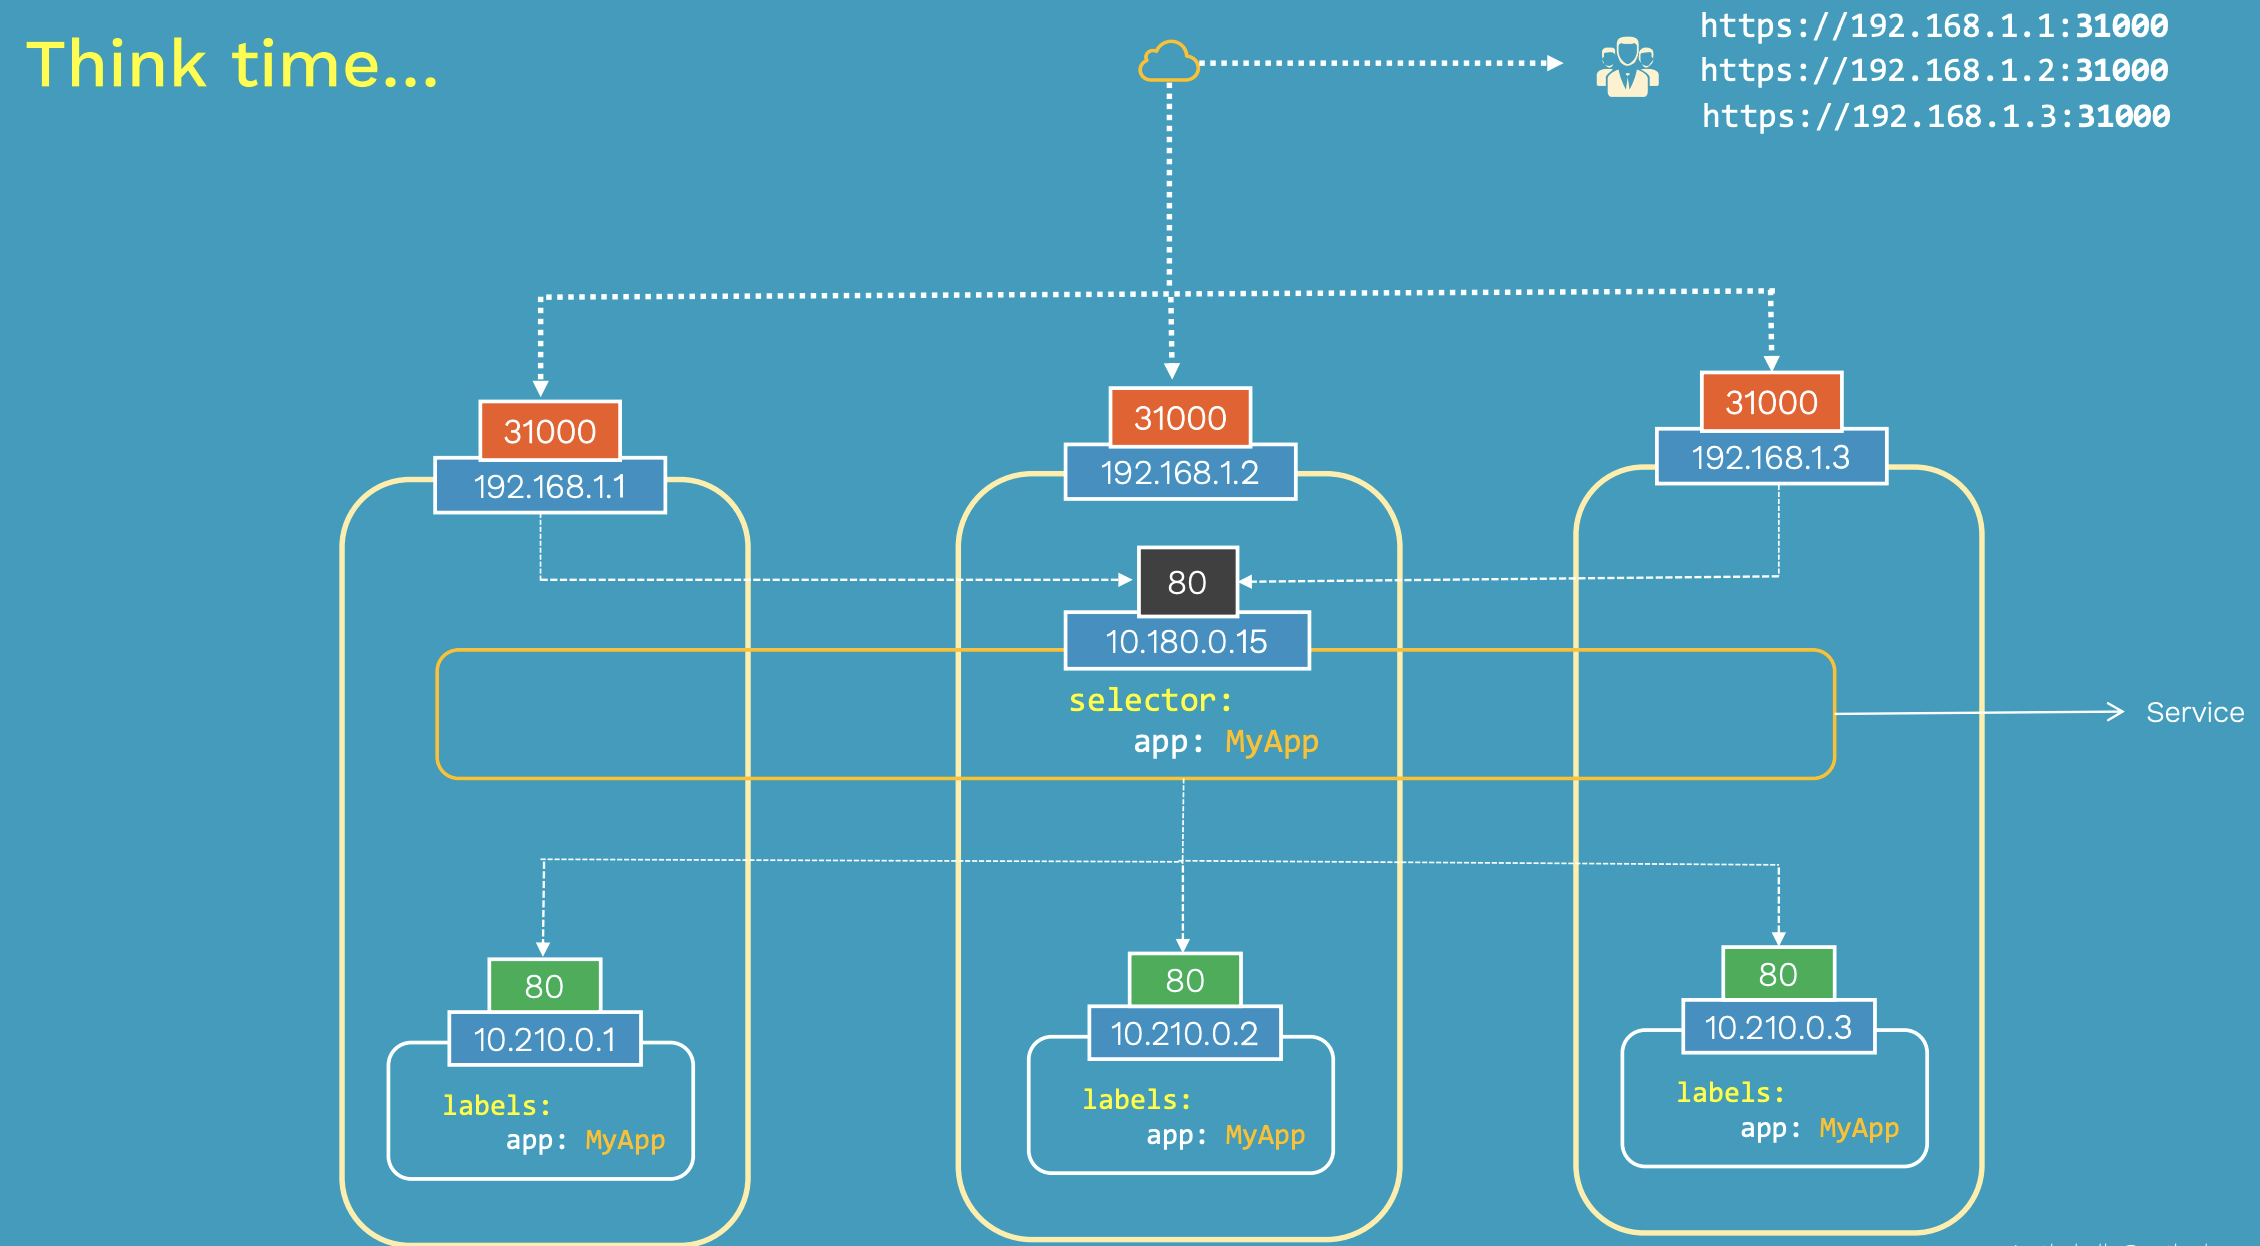 Think time...
https://192.168.1.1:31000
https://192.168.1.2:31000
https://192.168.1.3:31000
31000
192.168.1.1
31000
192.168.1.2
31000
192.168.1.3
80
10.180.0.15
selector:
app: MyApp
Service
80
10.210.0.1
labels:
app: MyApp
80
10.210.0.2
labels:
app: MyApp
80
10.210.0.3
labels:
app: MyApp